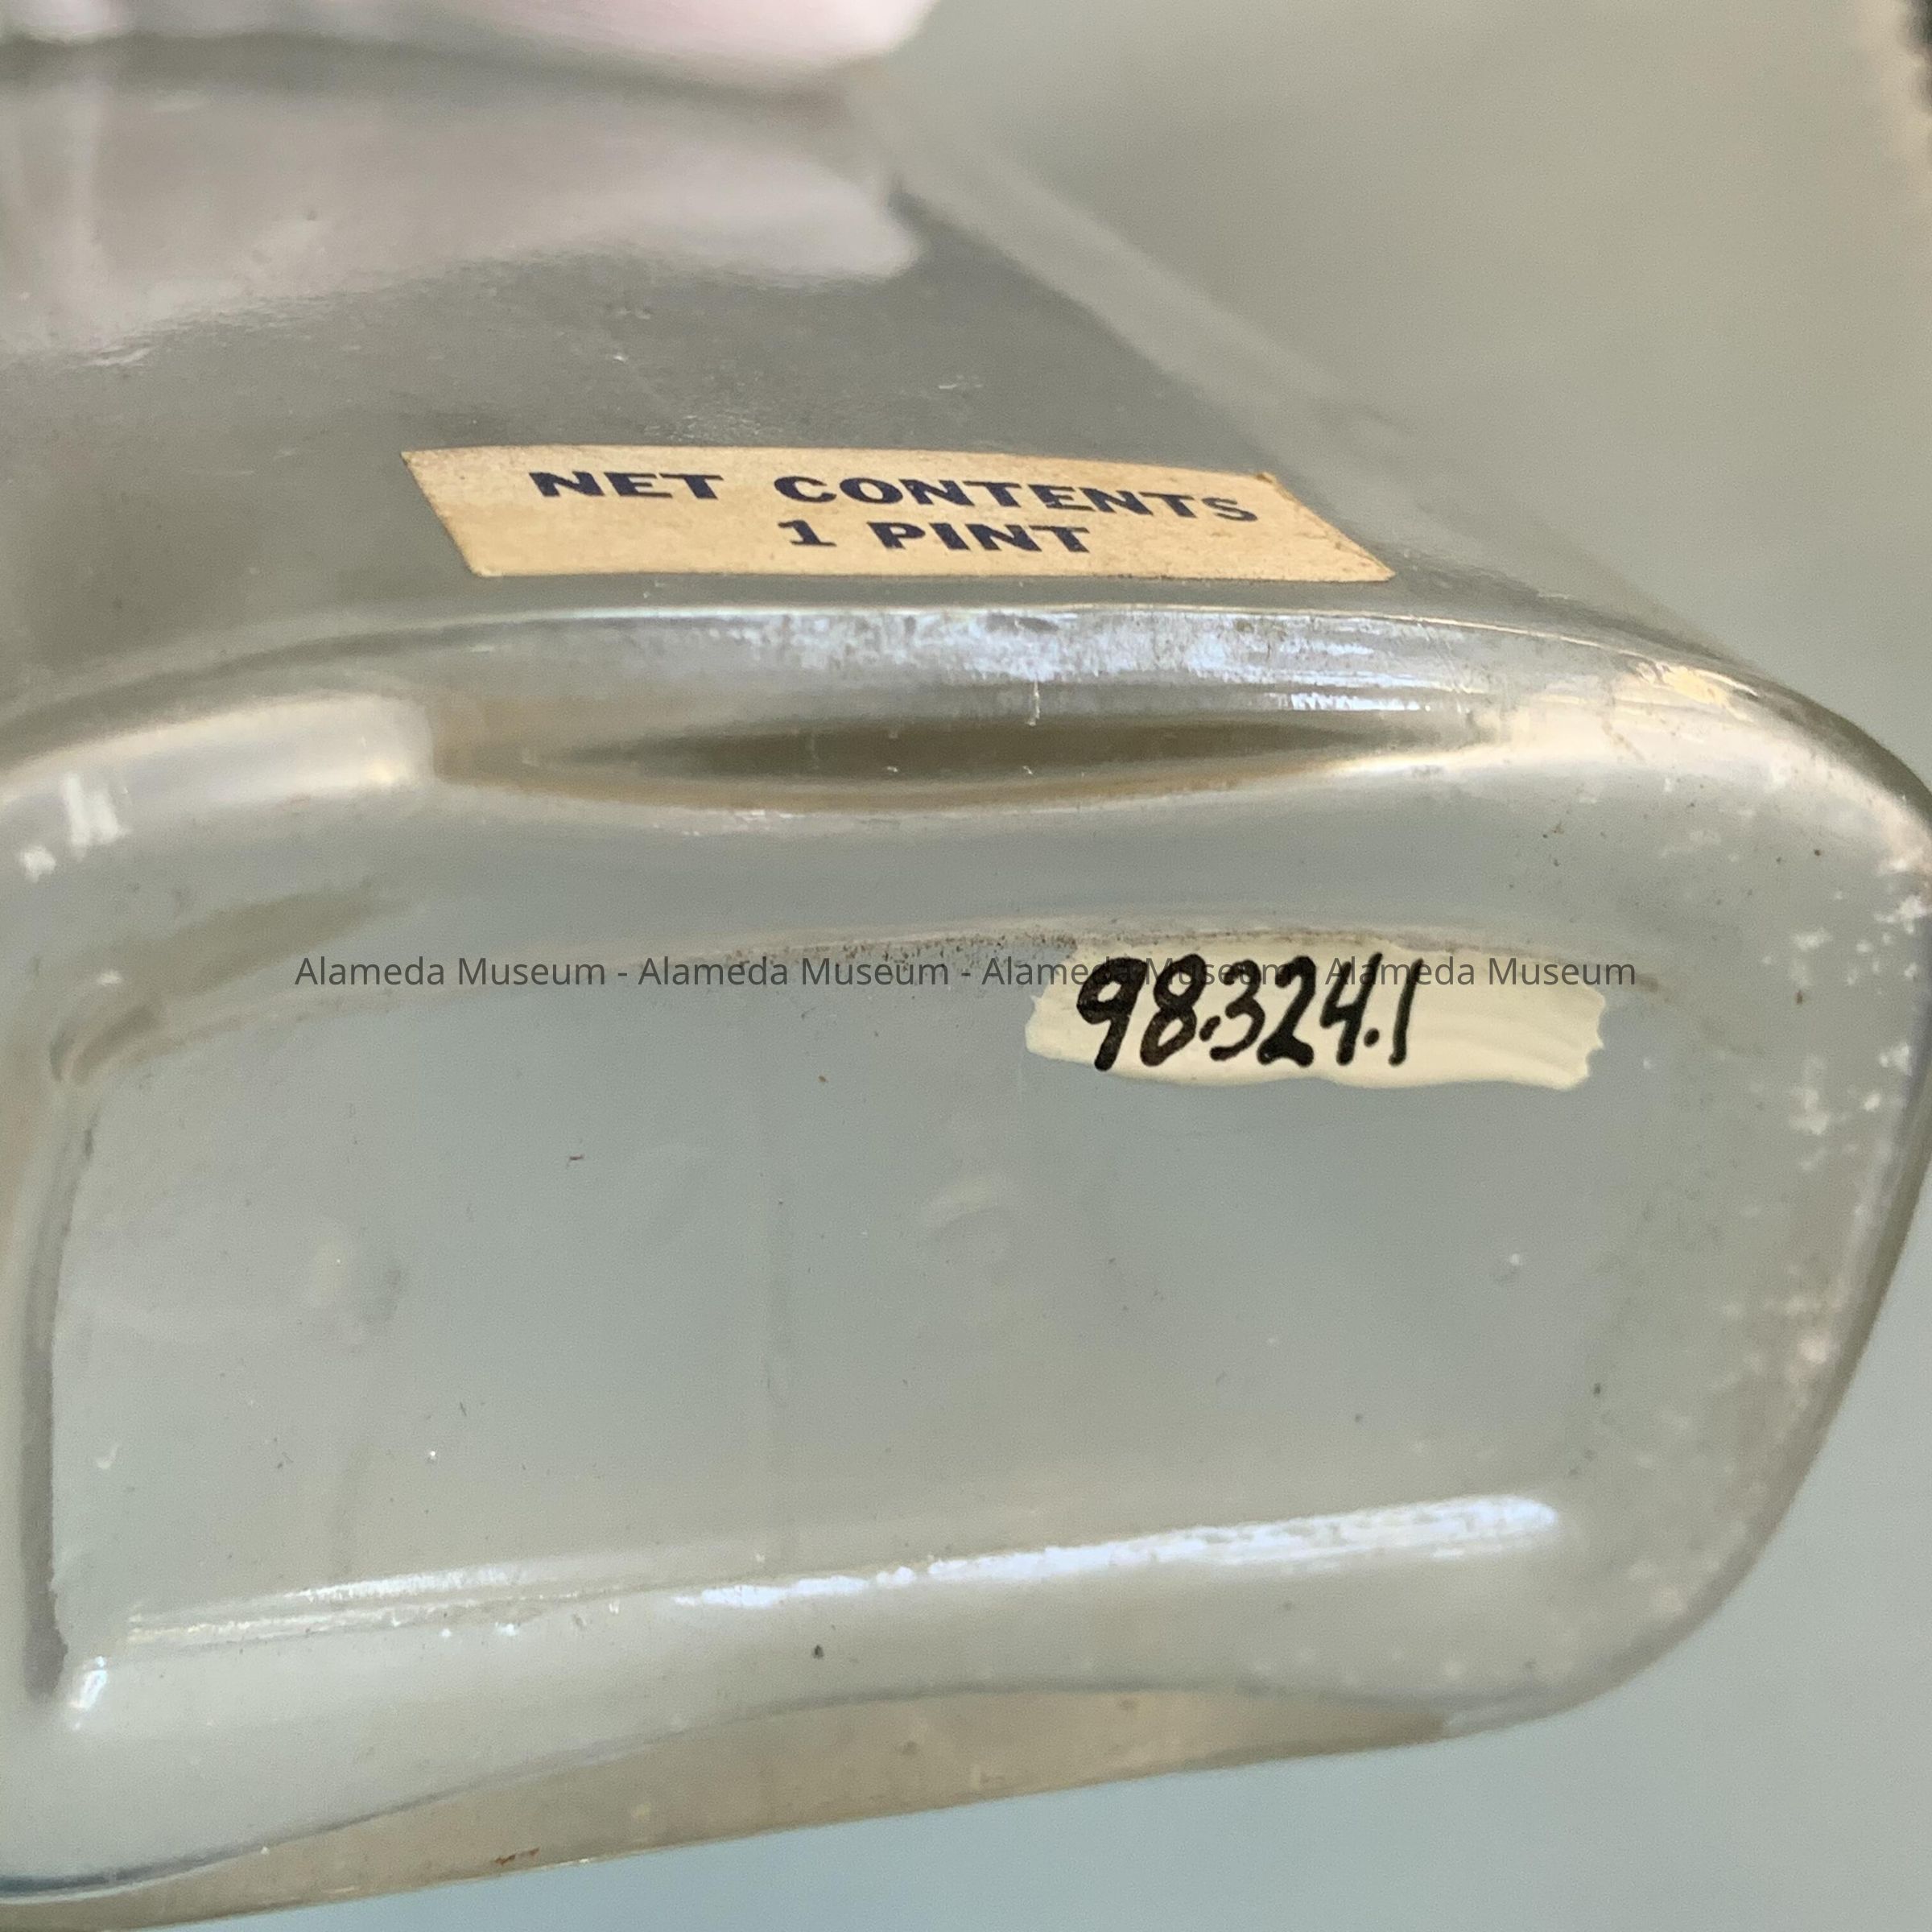 NET CONTENTS
1 PINT
Alameda Museum - Alameda Museum - Alameda Museum - Alameda Museum
98.324.1